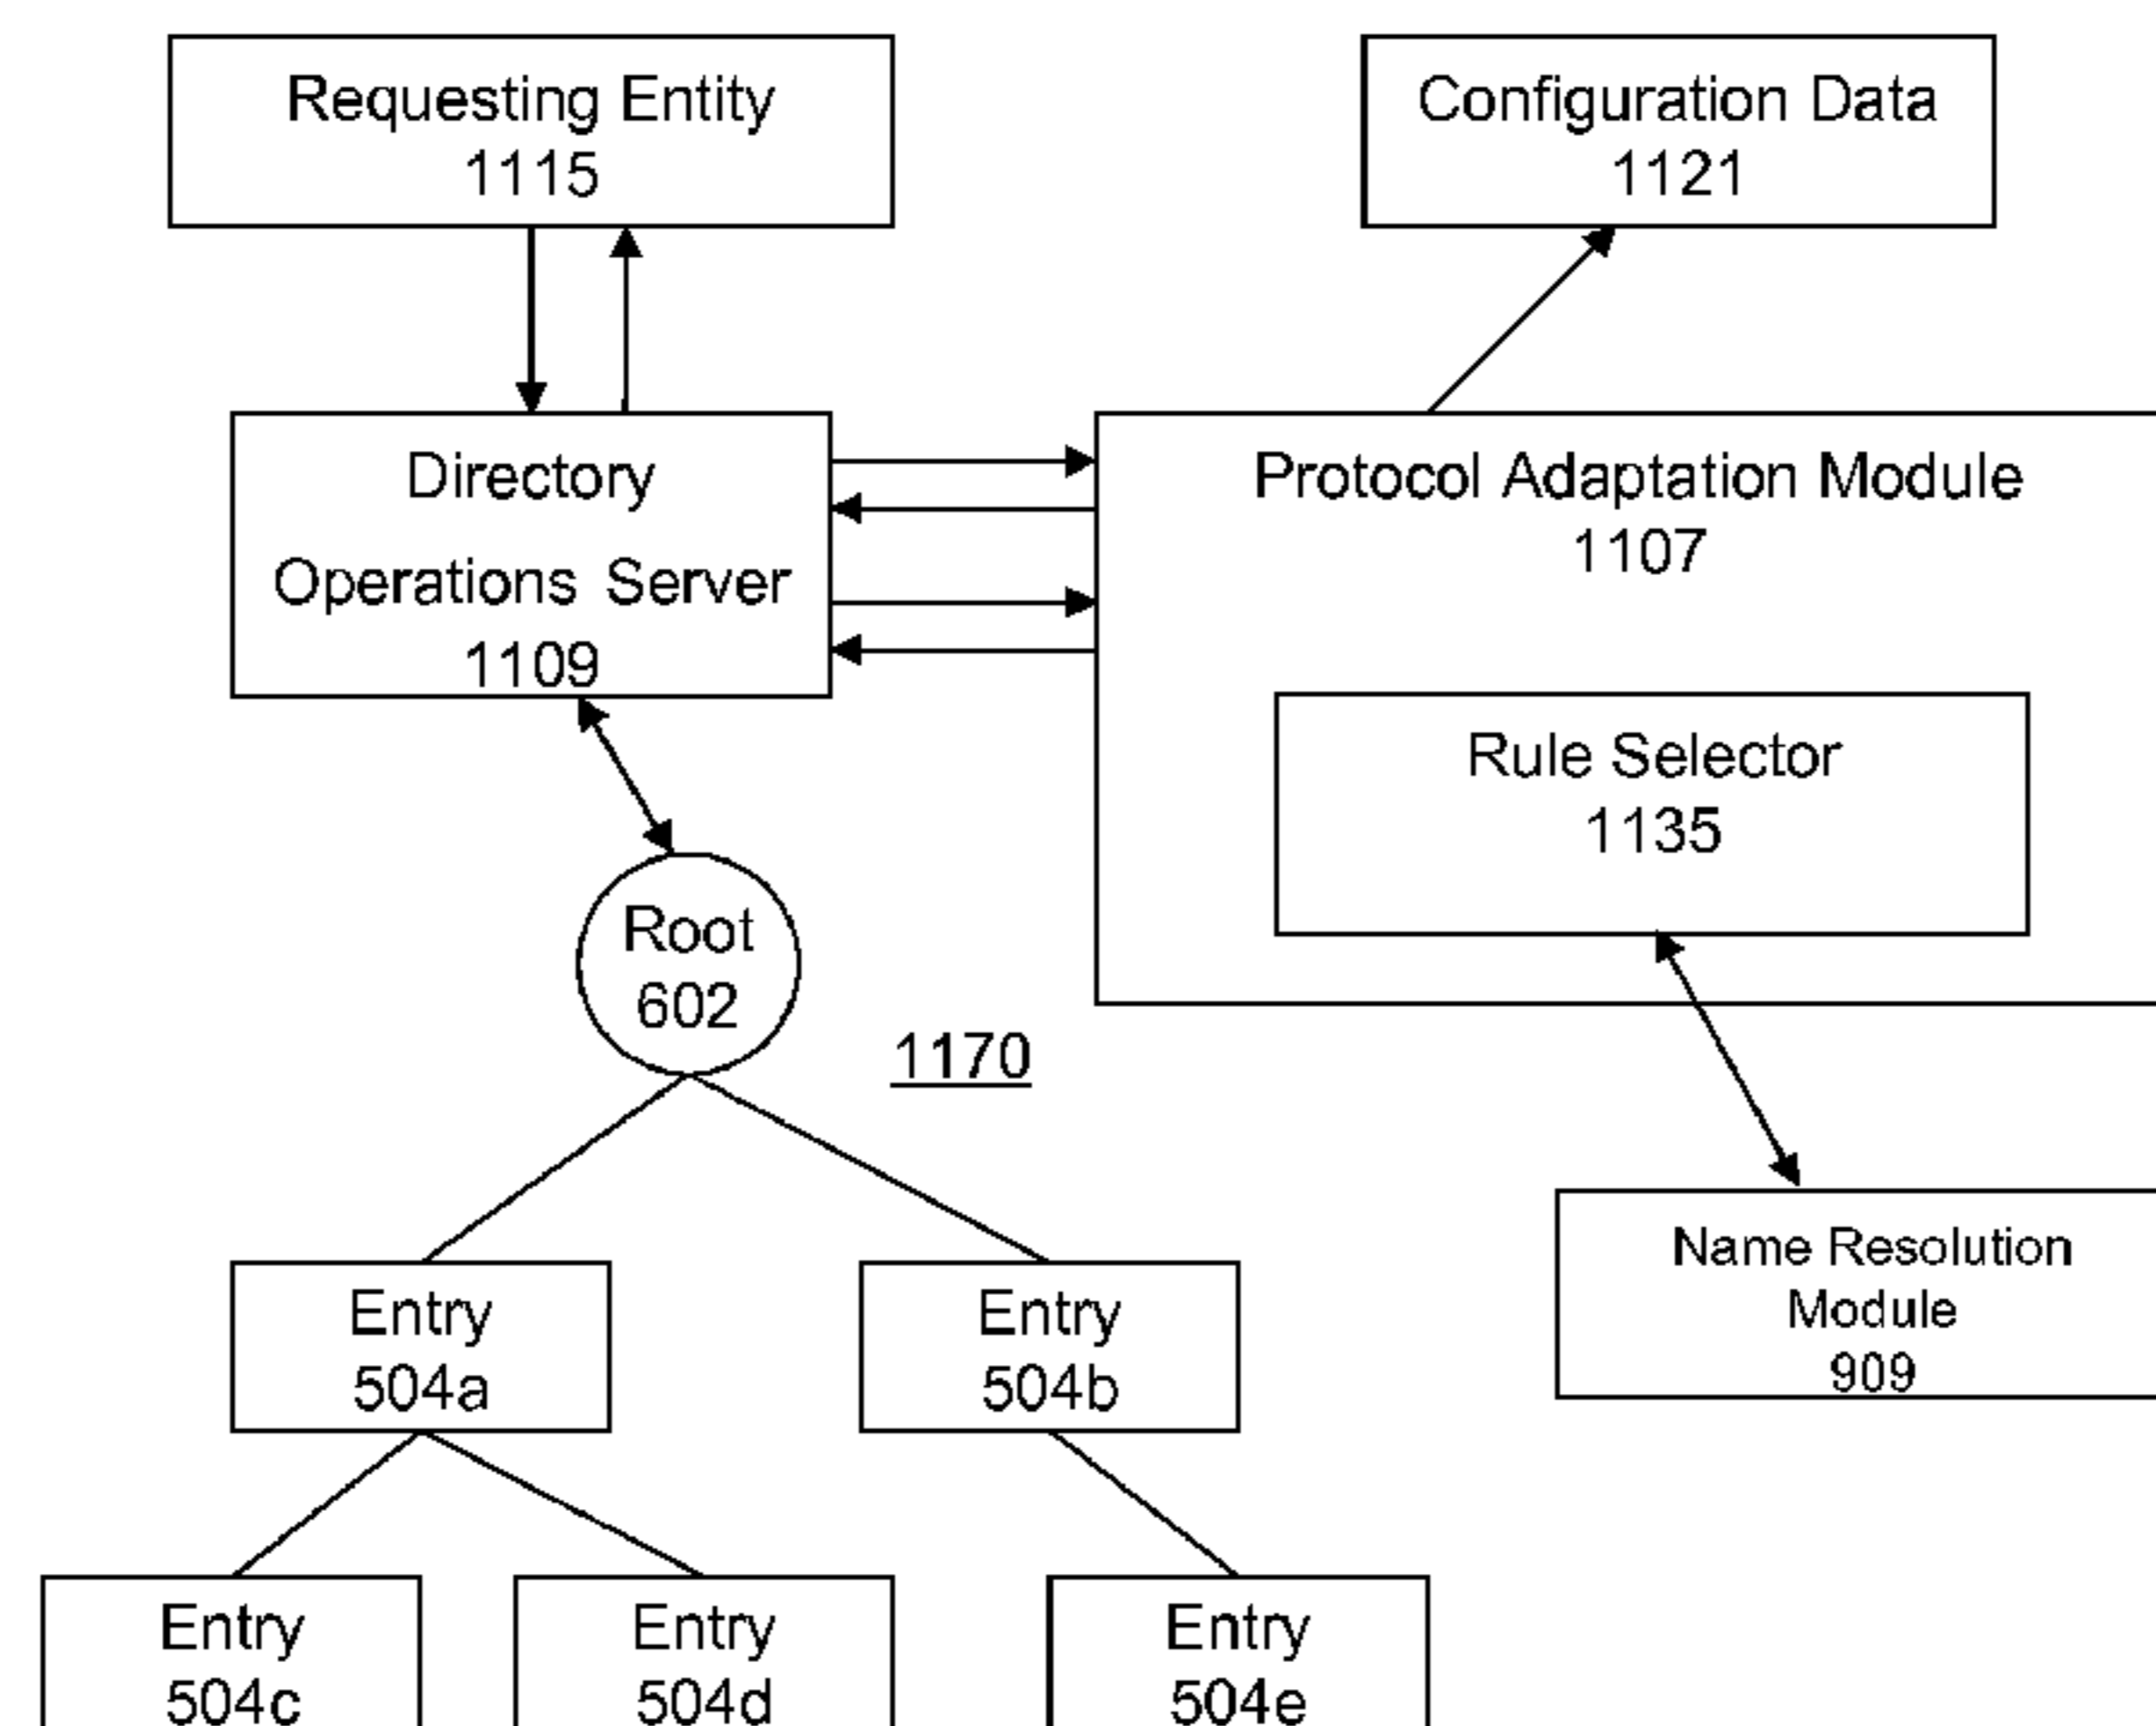 Requesting Entity
1115
Configuration Data
1121
Directory
Operations Server
1109
Protocol Adaptation Module
1107
Rule Selector
1135
Root
602
1170
Name Resolution
Module
909
Entry
504a
Entry
504b
Entry
504c
Entry
504d
Entry
504e